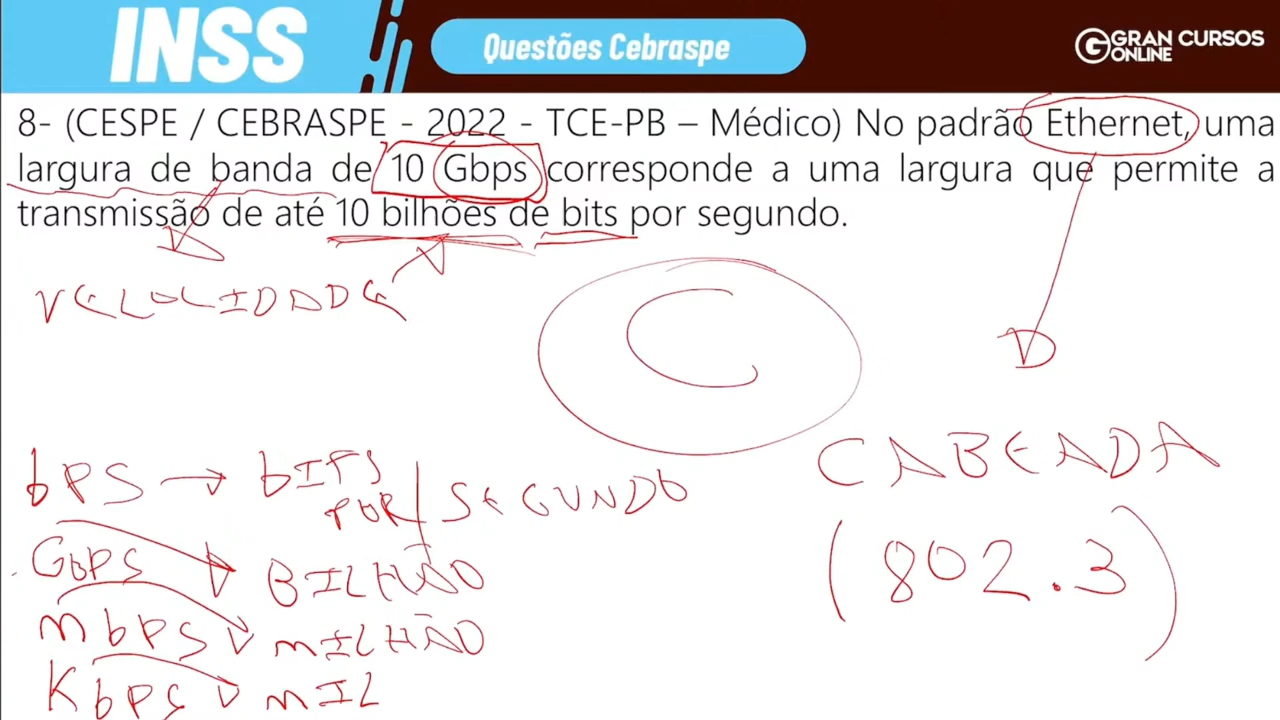 INSS
Questões Cebraspe
GRAN CURSOS
ONLINE
8- (CESPE / CEBRASPE - 2022 - TCE-PB – Médico) No padrão Ethernet, uma
largura de banda de 10 Gbps corresponde a uma largura que permite a
transmissão de até 10 bilhões de bits por segundo.
VELOCIDADE
C
CABEADA
(802.3)
bPS → bITS
POR SEGUNDO
GbPS BILHÃO
mbPS mILHÃO
KbPS mIL